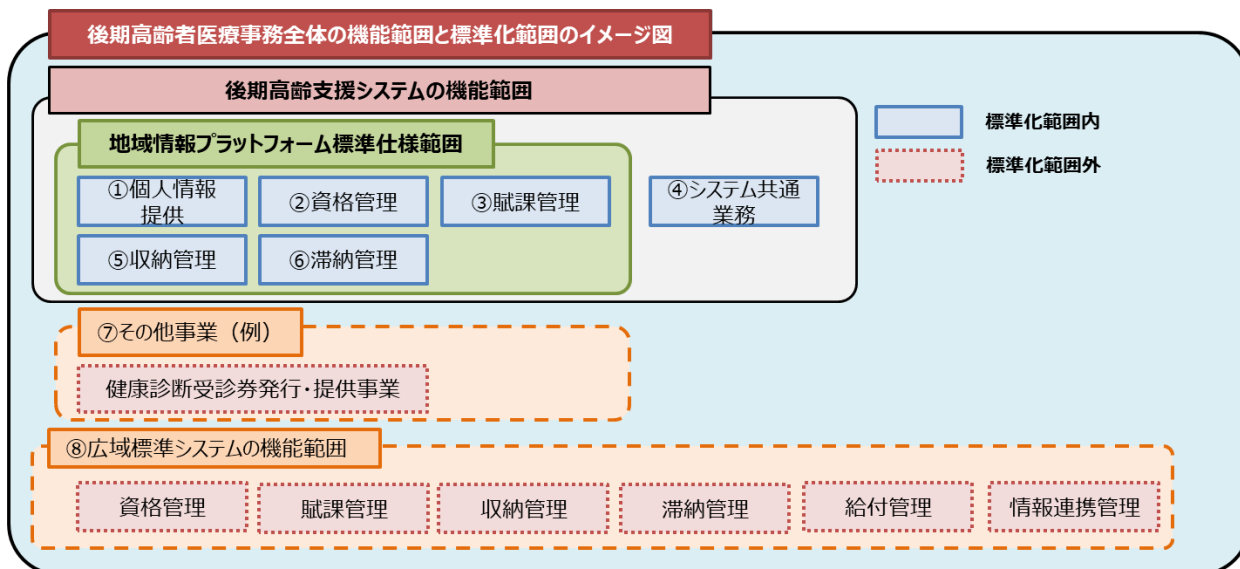 後期高齢者医療事務全体の機能範囲と標準化範囲のイメージ図
後期高齢支援システムの機能範囲
標準化範囲内
標準化範囲外
地域情報プラットフォーム標準仕様範囲
①個人情報
提供
②資格管理
③賦課管理
④システム共通
業務
⑤収納管理
⑥滞納管理
⑦その他事業（例）
健康診断受診券発行・提供事業
⑧広域標準システムの機能範囲
資格管理
賦課管理
収納管理
滞納管理
給付管理
情報連携管理